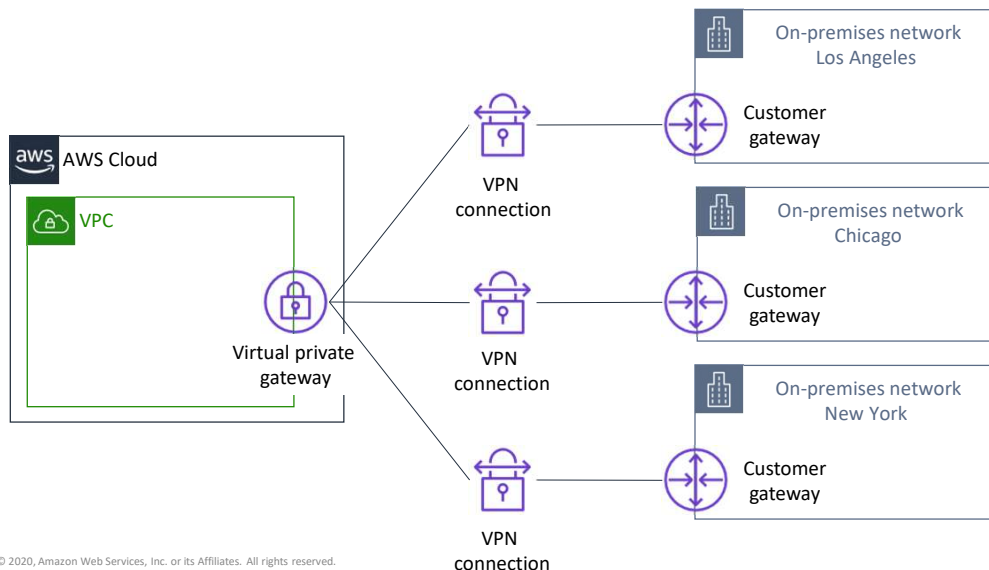 On-premises network
Los Angeles
Customer
gateway
aws
AWS Cloud
VPN
connection
VPC
On-premises network
Chicago
Customer
gateway
Virtual private
gateway
VPN
connection
On-premises network
New York
Customer
gateway
VPN
connection
© 2020, Amazon Web Services, Inc. or its Affiliates. All rights reserved.